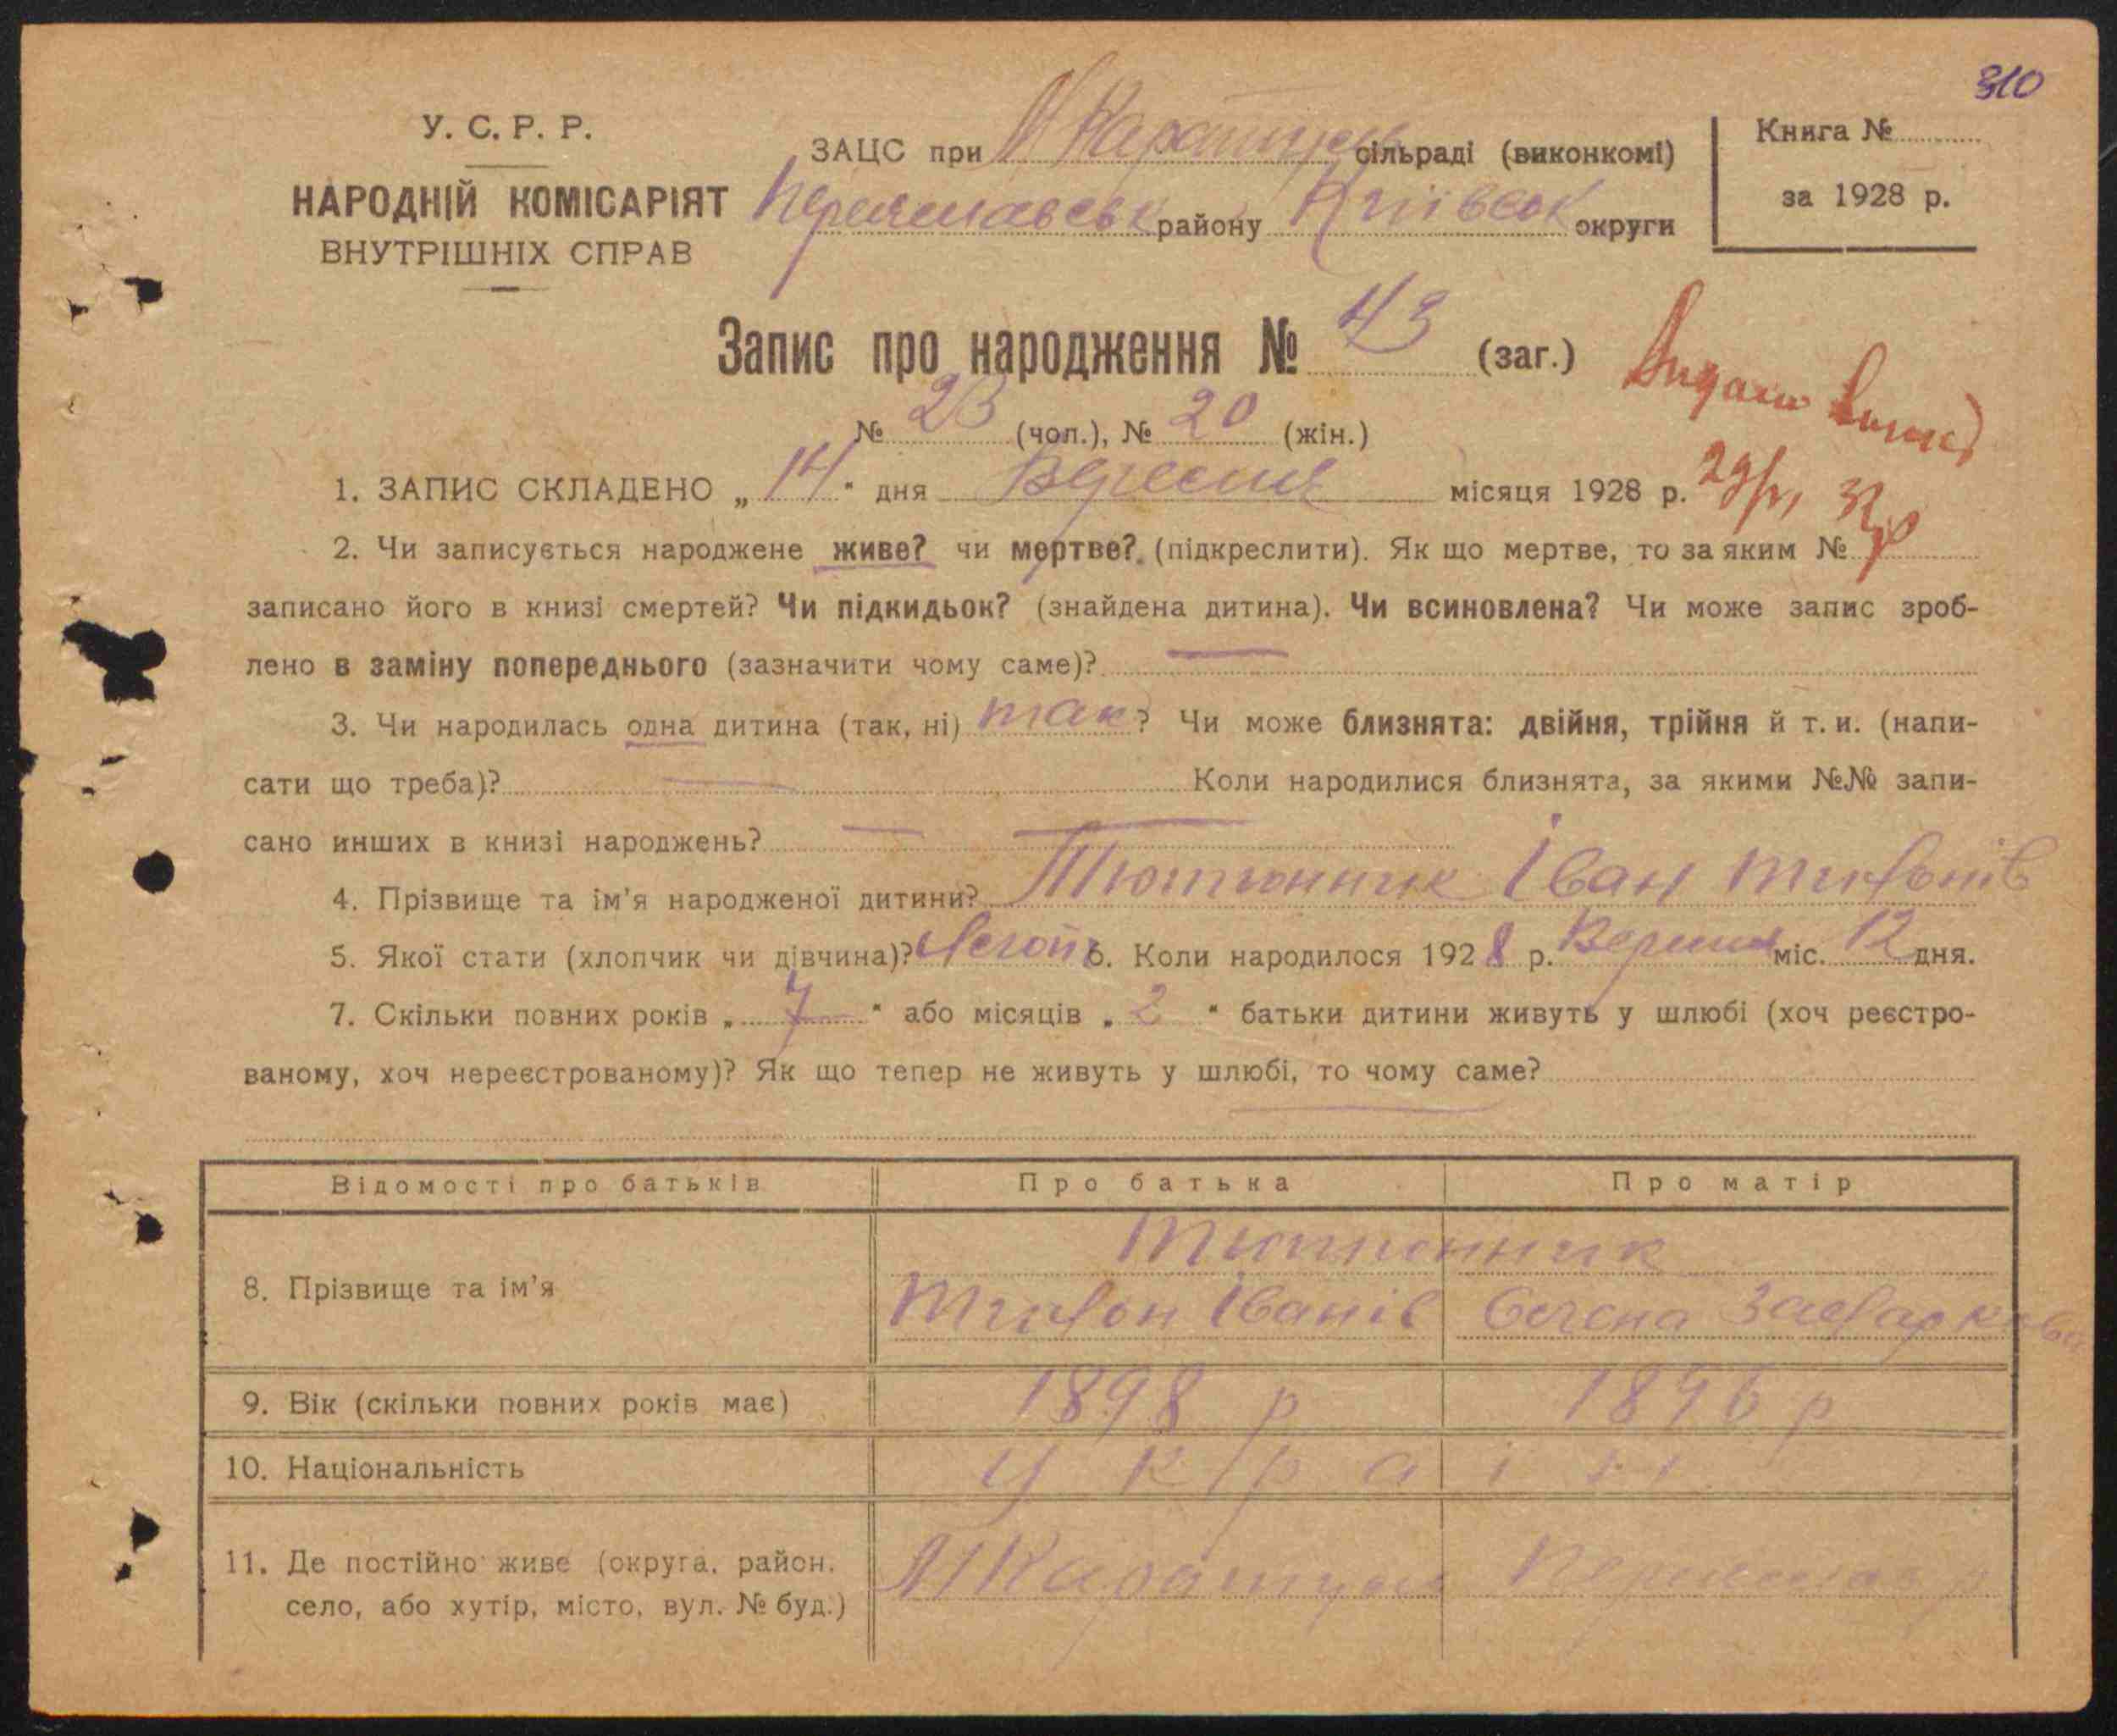 310
У. С. Р. Р.
НАРОДНІЙ КОМІСАРІЯТ
ВНУТРІШНІХ СПРАВ
ЗАЦС при М Каратул сільраді (виконкомі)
Переяславськ району Київськ округи
Книга №
за 1928 р.
Запис про народження № 43 (заг.)
№ 23 (чол.), № 20 (жін.)
Видано
1. ЗАПИС СКЛАДЕНО „ 14 " дня Вересня місяця 1928 р.
2. Чи записується народжене живе? чи мертве? (підкреслити). Як що мертве, то за яким №
записано його в книзі смертей? Чи підкидьок? (знайдена дитина). Чи всиновлена? Чи може запис зроб-
лено в заміну попереднього (зазначити чому саме)? —
3. Чи народилась одна дитина (так, ні) так? Чи може близнята: двійня, трійня й т. и. (напи-
сати що треба)? — Коли народилися близнята, за якими №№ запи-
сано инших в книзі народжень? —
4. Прізвище та ім'я народженої дитини? Тютюнник Іван Тихонів
5. Якої стати (хлопчик чи дівчина)? 6. Коли народилося 1928 р. Вересня міс. 12 дня.
7. Скільки повних років „ 7 " або місяців „ 2 " батьки дитини живуть у шлюбі (хоч реєстро-
ваному, хоч нереєстрованому)? Як що тепер не живуть у шлюбі, то чому саме?
—
Відомості про батьків Про батька Про матір
8. Прізвище та ім'я Тютюнник
Тихон Іванів Олена Захарківна
9. Вік (скільки повних років має) 1898 р 1896 р
10. Національність украін
11. Де постійно живе (округа, район,
село, або хутір, місто, вул. № буд.) М Каратул Переяслав р